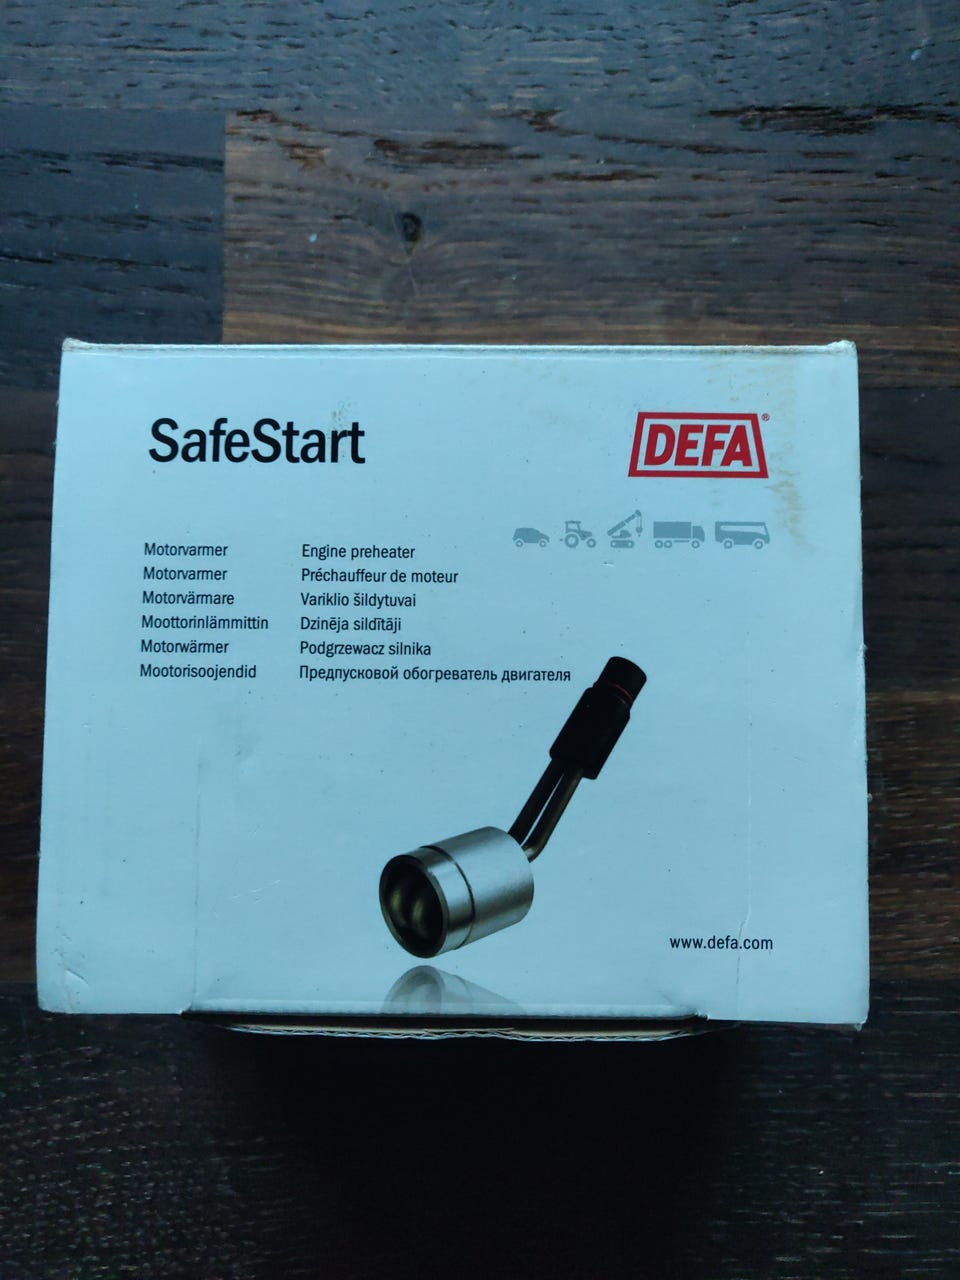 SafeStart
DEFA®
Motorvarmer
Motorvarmer
Motorvärmare
Moottorinlämmittin
Motorwärmer
Mootorisoojendid
Engine preheater
Préchauffeur de moteur
Variklio šildytuvai
Dzinēja sildītāji
Podgrzewacz silnika
Предпусковой обогреватель двигателя
www.defa.com